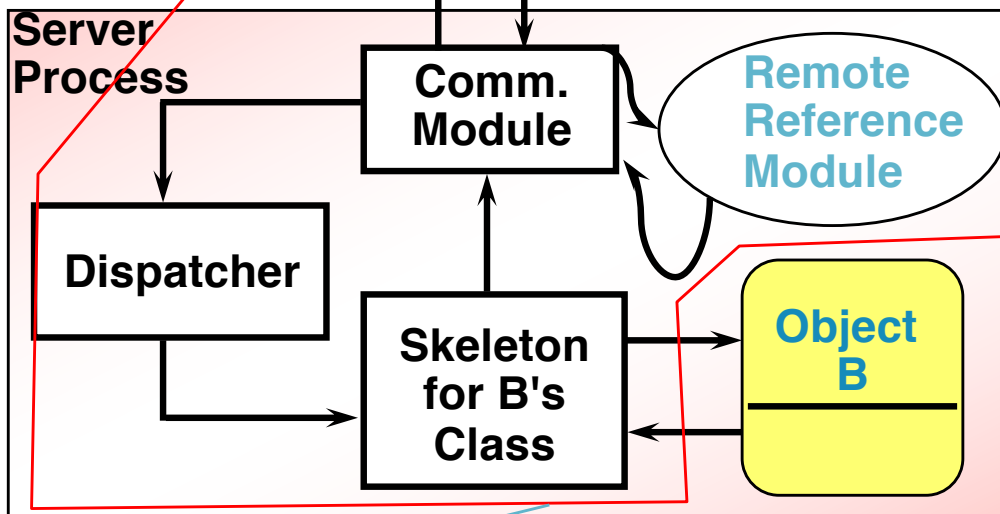 Server
Process
Comm.
Module
Remote
Reference
Module
Dispatcher
Skeleton
for B's
Class
Object
B